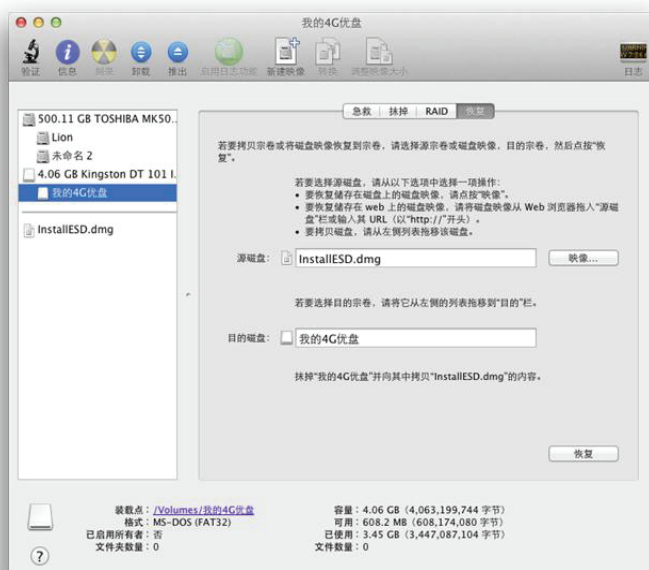 我的4G优盘
验证 信息 刻录 卸载 推出 启用日志功能 新建映像 转换 调整映像大小 日志
500.11 GB TOSHIBA MK50...
Lion
未命名 2
4.06 GB Kingston DT 101 I...
我的4G优盘
InstallESD.dmg
急救 抹掉 RAID 恢复
若要拷贝宗卷或将磁盘映像恢复到宗卷，请选择源宗卷或磁盘映像、目的宗卷，然后点按“恢
复”。
若要选择源磁盘，请从以下选项中选择一项操作：
• 要恢复储存在磁盘上的磁盘映像，请点按“映像”。
• 要恢复储存在 web 上的磁盘映像，请将磁盘映像从 Web 浏览器拖入“源磁
盘”栏或输入其 URL（以“http://”开头）。
• 要拷贝磁盘，请从左侧列表拖移该磁盘。
源磁盘： InstallESD.dmg 映像...
若要选择目的宗卷，请将它从左侧的列表拖移到“目的”栏。
目的磁盘： 我的4G优盘
抹掉“我的4G优盘”并向其中拷贝“InstallESD.dmg”的内容。
恢复
装载点：/Volumes/我的4G优盘
格式：MS-DOS (FAT32)
已启用所有者：否
文件夹数量：0
容量：4.06 GB（4,063,199,744 字节）
可用：608.2 MB（608,174,080 字节）
已使用：3.45 GB（3,447,087,104 字节）
文件数量：0
?